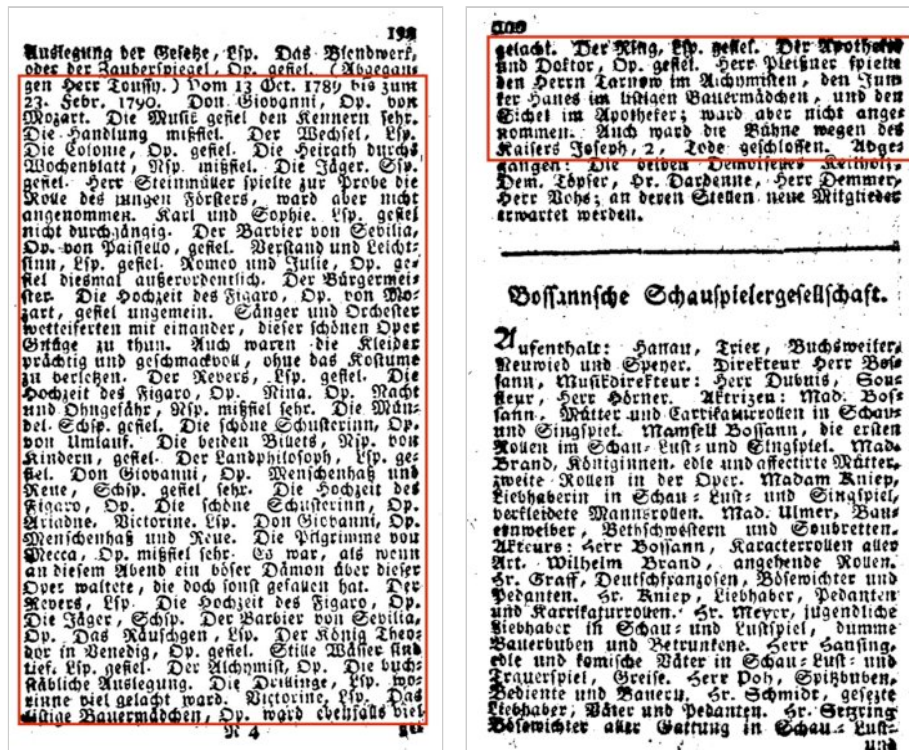 199
Auslegung der Gesetze, Lsp. Das Blendwerk,
oder der Zauberspiegel, Op. gefiel. (Abgegan-
gen Herr Toussy.) Vom 13 Oct. 1789 bis zum
23. Febr. 1790. Don Giovanni, Op. von
Mozart. Die Musik gefiel den Kennern sehr.
Die Handlung mißfiel. Der Wechsel, Lsp.
Die Colonie, Op. gefiel. Die Heirath durchs
Wochenblatt, Nsp. mißfiel. Die Jäger. Ssp.
gefiel. Herr Steinmüller spielte zur Probe die
Rolle des jungen Försters, ward aber nicht
angenommen. Karl und Sophie. Lsp. gefiel
nicht durchgängig. Der Barbier von Sevilia,
Op. von Paisiello, gefiel. Verstand und Leicht-
sinn, Lsp. gefiel. Romeo und Julie, Op. ge-
fiel diesmal außerordentlich. Der Bürgermei-
ster. Die Hochzeit des Figaro, Op. von Mo-
zart, gefiel ungemein. Sänger und Orchester
wetteiferten mit einander, dieser schönen Oper
Gnüge zu thun. Auch waren die Kleider
prächtig und geschmackvoll, ohne das Kostume
zu verletzen. Der Revers, Lsp. gefiel. Die
Hochzeit des Figaro, Op. Nina. Op. Nacht
und Ohngefähr, Nsp. mißfiel sehr. Die Mün-
del. Schsp. gefiel. Die schöne Schusterinn, Op.
von Umlauf. Die beiden Billets, Nsp. von
Kindern, gefiel. Der Landphilosoph, Lsp. ge-
fiel. Don Giovanni, Op. Menschenhaß und
Reue, Schsp. gefiel sehr. Die Hochzeit des
Figaro, Op. Die schöne Schusterinn, Op.
Ariadne. Victorine. Lsp. Don Giovanni, Op.
Menschenhaß und Reue. Die Pilgrimme von
Mecca, Op. mißfiel sehr. Es war, als wenn
an diesem Abend ein böser Dämon über dieser
Oper waltete, die doch sonst gefallen hat. Der
Revers, Lsp. Die Hochzeit des Figaro, Op.
Die Jäger, Schsp. Der Barbier von Sevilia,
Op. Das Räuschgen, Lsp. Der König Theo-
dor in Venedig, Op. gefiel. Stille Wässer sind
tief. Lsp. gefiel. Der Alchymist, Op. Die buch-
stäbliche Auslegung. Die Drillinge, Lsp. wo-
rinne viel gelacht ward. Victorine, Lsp. Das
listige Bauermädchen, Op. ward ebenfalls viel
N 4
200
gelacht. Der Ring, Lsp. gefiel. Der Apotheker
und Doktor, Op. gefiel. Herr Pleißner spielte
den Herrn Tarnow im Alchymisten, den Jun-
ker Hanes im listigen Bauermädchen, und den
Sichel im Apotheker; ward aber nicht ange-
nommen. Auch ward die Bühne wegen des
Kaisers Joseph, 2, Tode geschlossen. Abge-
gangen: Die beiden Demoiselles Keilholz,
Dem. Töpfer, Hr. Dardenne, Herr Demmer,
Herr Vohs; an deren Stellen neue Mitglieder
erwartet werden.
Bossannsche Schauspielergesellschaft.
Aufenthalt: Hanau, Trier, Buchsweiler,
Neuwied und Speyer. Direkteur Herr Bos-
sann, Musikdirekteur: Herr Dubuis, Sou-
fleur, Herr Hörner. Aktrizen: Mad. Bos-
sann, Mütter und Carrikaturrollen in Schau-
und Singspiel. Mamsell Bossann, die ersten
Rollen im Schau- Lust- und Singspiel. Mad.
Brand, Königinnen, edle und affectirte Mütter,
zweite Rollen in der Oper. Madam Kniep,
Liebhaberin in Schau- Lust- und Singspiel,
verkleidete Mannsrollen. Mad. Ulmer, Bau-
ernweiber, Bethschwestern und Soubretten.
Akteurs: Herr Bossann, Karacterrollen aller
Art. Wilhelm Brand, angehende Rollen.
Hr. Graff, Deutschfranzosen, Bösewichter und
Pedanten. Hr. Kniep, Liebhaber, Pedanten
und Karrikaturrollen. Hr. Meyer, jugendliche
Liebhaber in Schau- und Lustspiel, dumme
Bauerbuben und Betrunkene. Herr Hansing,
edle und komische Väter in Schau- Lust- und
Trauerspiel, Greise. Herr Poh, Spitzbuben,
Bediente und Bauern. Hr. Schmidt, gesezte
Liebhaber, Väter und Pedanten. Hr. Setzring
Bösewichter aller Gattung in Schau- Lust-
und